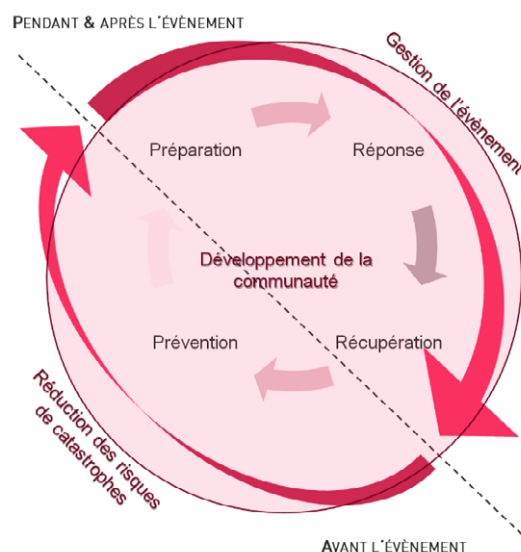 PENDANT & APRÈS L'ÉVÈNEMENT
Gestion de l'évènement
Préparation
Réponse
Développement de la
communauté
Prévention
Récupération
Réduction des risques
de catastrophes
AVANT L'ÉVÈNEMENT